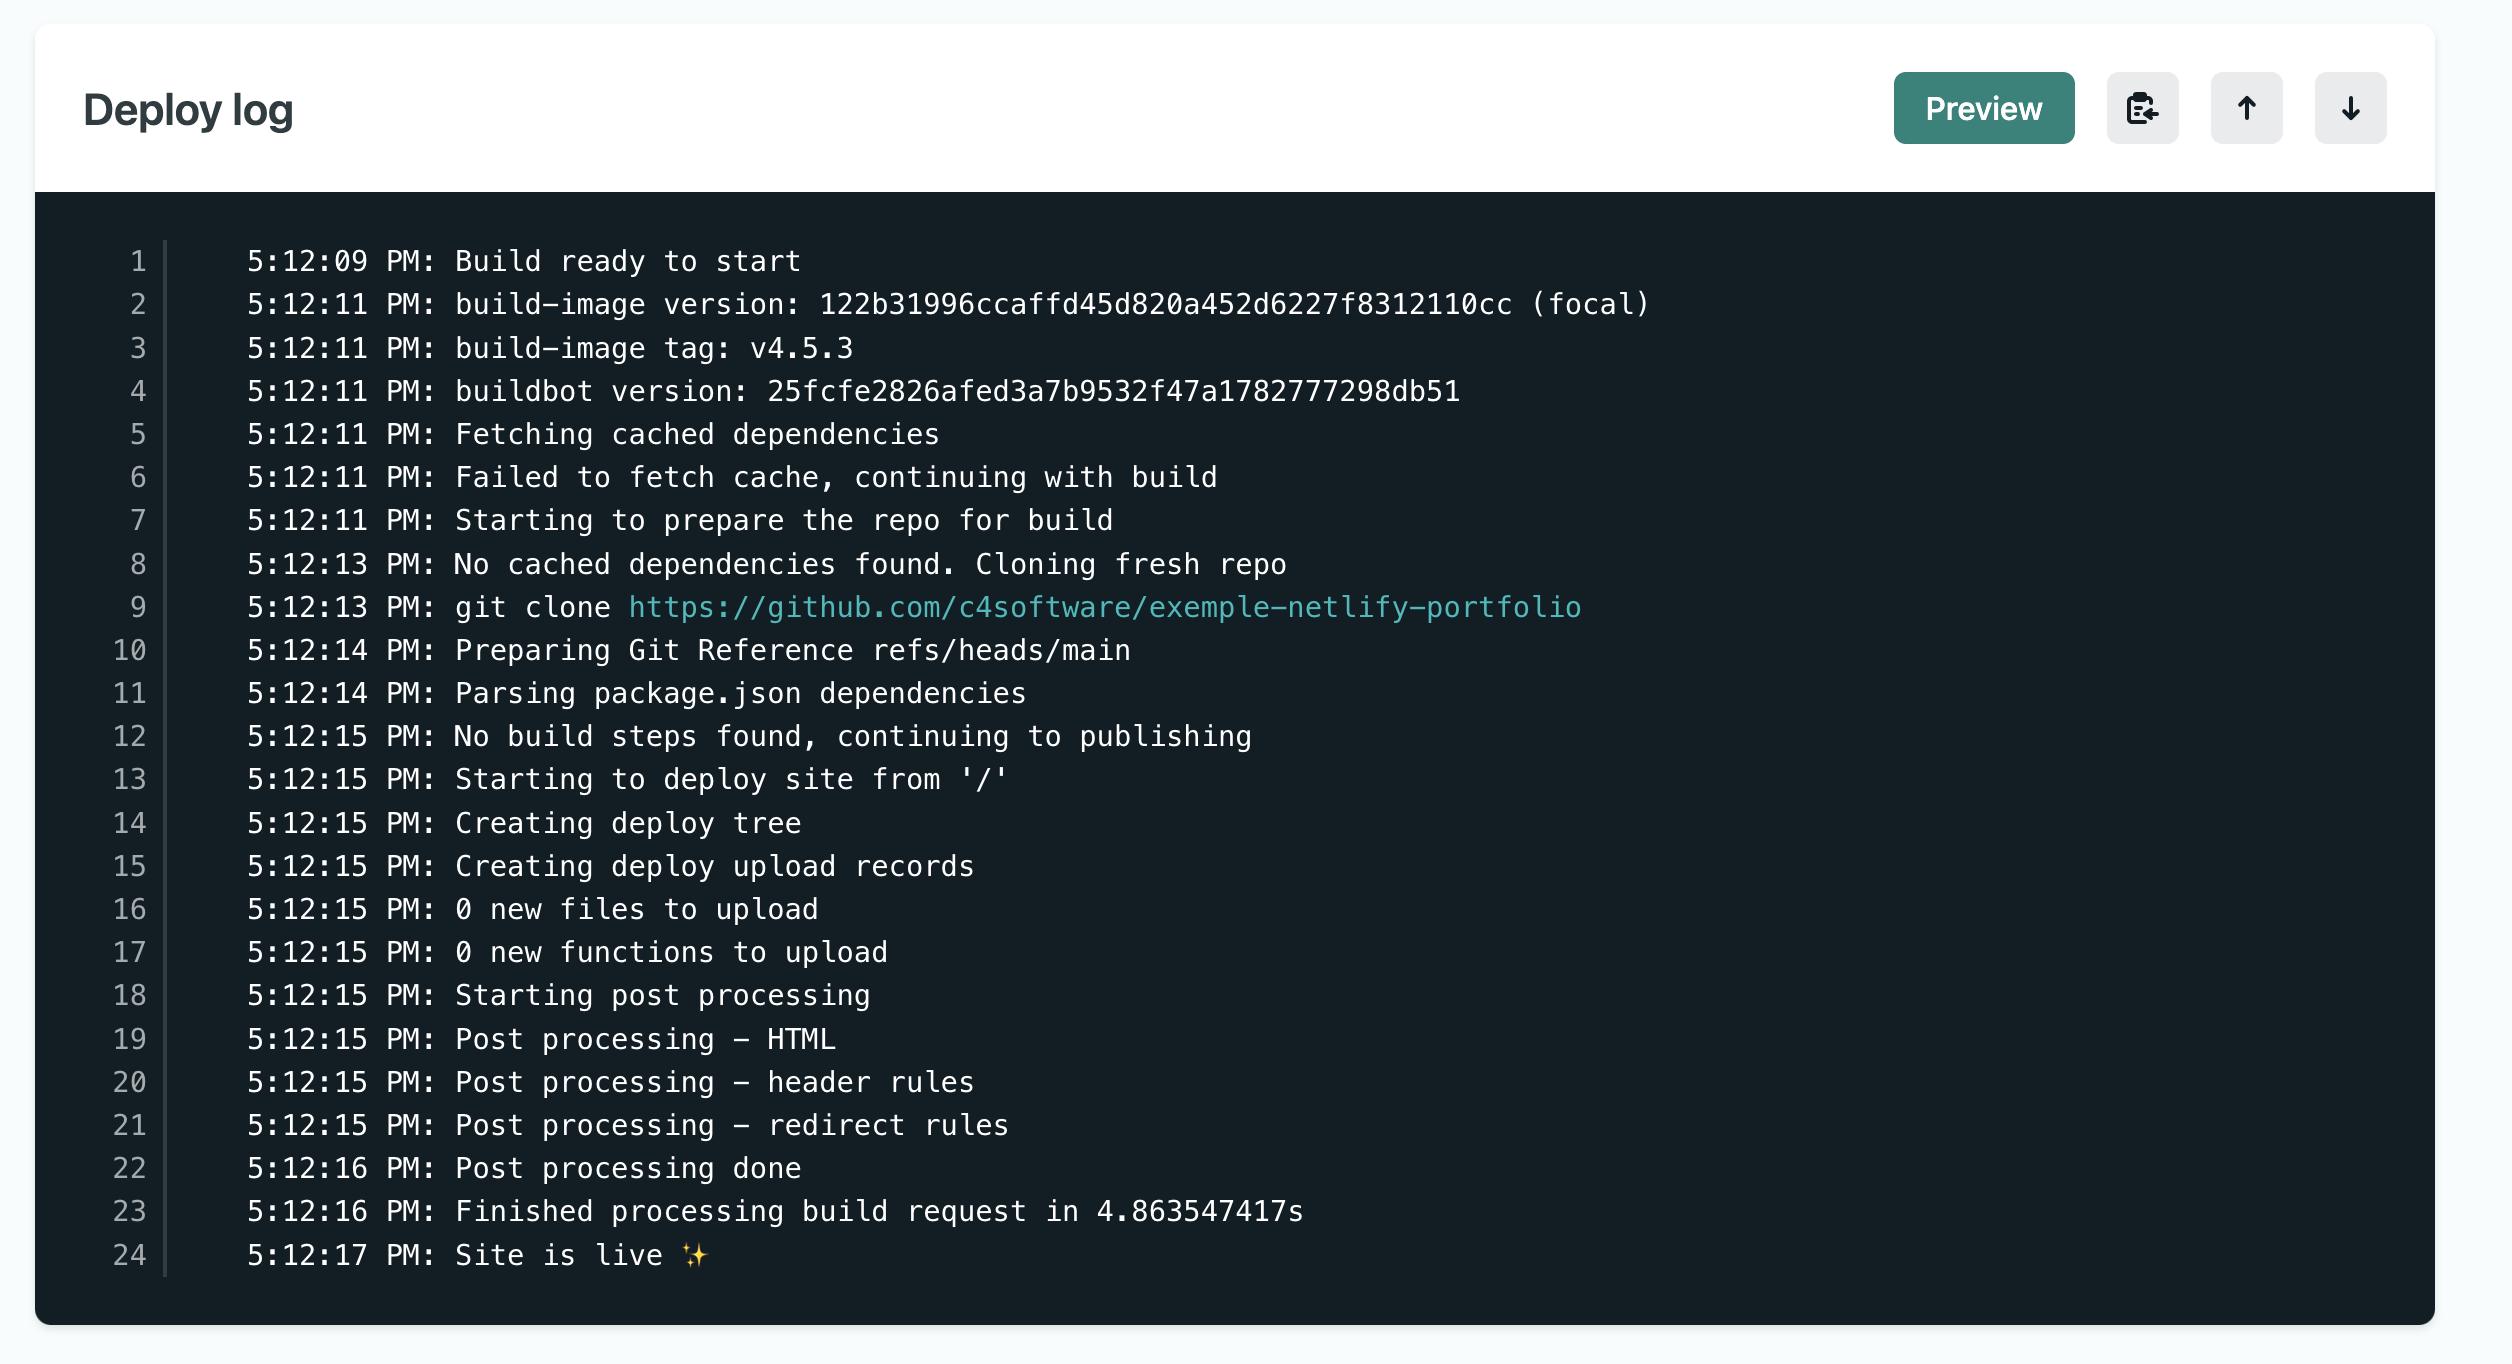 Deploy log
Preview
1 5:12:09 PM: Build ready to start
2 5:12:11 PM: build-image version: 122b31996ccaffd45d820a452d6227f8312110cc (focal)
3 5:12:11 PM: build-image tag: v4.5.3
4 5:12:11 PM: buildbot version: 25fcfe2826afed3a7b9532f47a1782777298db51
5 5:12:11 PM: Fetching cached dependencies
6 5:12:11 PM: Failed to fetch cache, continuing with build
7 5:12:11 PM: Starting to prepare the repo for build
8 5:12:13 PM: No cached dependencies found. Cloning fresh repo
9 5:12:13 PM: git clone https://github.com/c4software/exemple-netlify-portfolio
10 5:12:14 PM: Preparing Git Reference refs/heads/main
11 5:12:14 PM: Parsing package.json dependencies
12 5:12:15 PM: No build steps found, continuing to publishing
13 5:12:15 PM: Starting to deploy site from '/'
14 5:12:15 PM: Creating deploy tree
15 5:12:15 PM: Creating deploy upload records
16 5:12:15 PM: 0 new files to upload
17 5:12:15 PM: 0 new functions to upload
18 5:12:15 PM: Starting post processing
19 5:12:15 PM: Post processing - HTML
20 5:12:15 PM: Post processing - header rules
21 5:12:15 PM: Post processing - redirect rules
22 5:12:16 PM: Post processing done
23 5:12:16 PM: Finished processing build request in 4.863547417s
24 5:12:17 PM: Site is live ✨